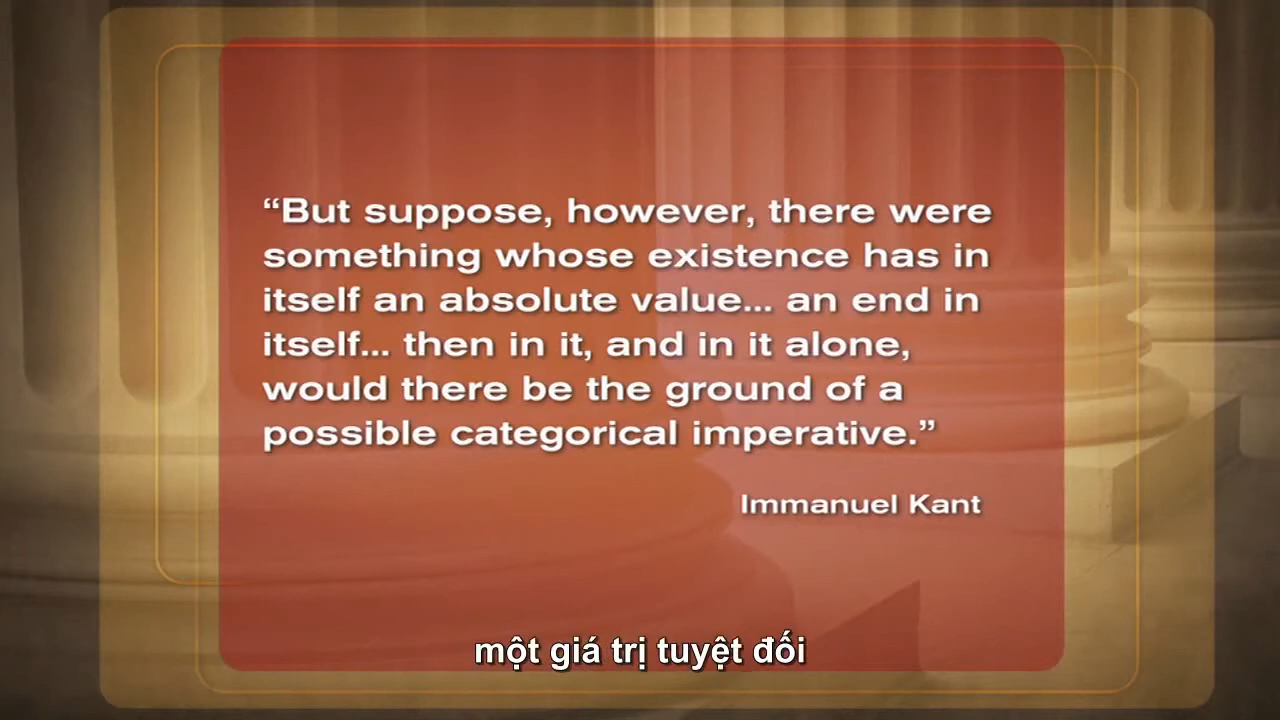 “But suppose, however, there were
something whose existence has in
itself an absolute value... an end in
itself... then in it, and in it alone,
would there be the ground of a
possible categorical imperative.”
Immanuel Kant
một giá trị tuyệt đối